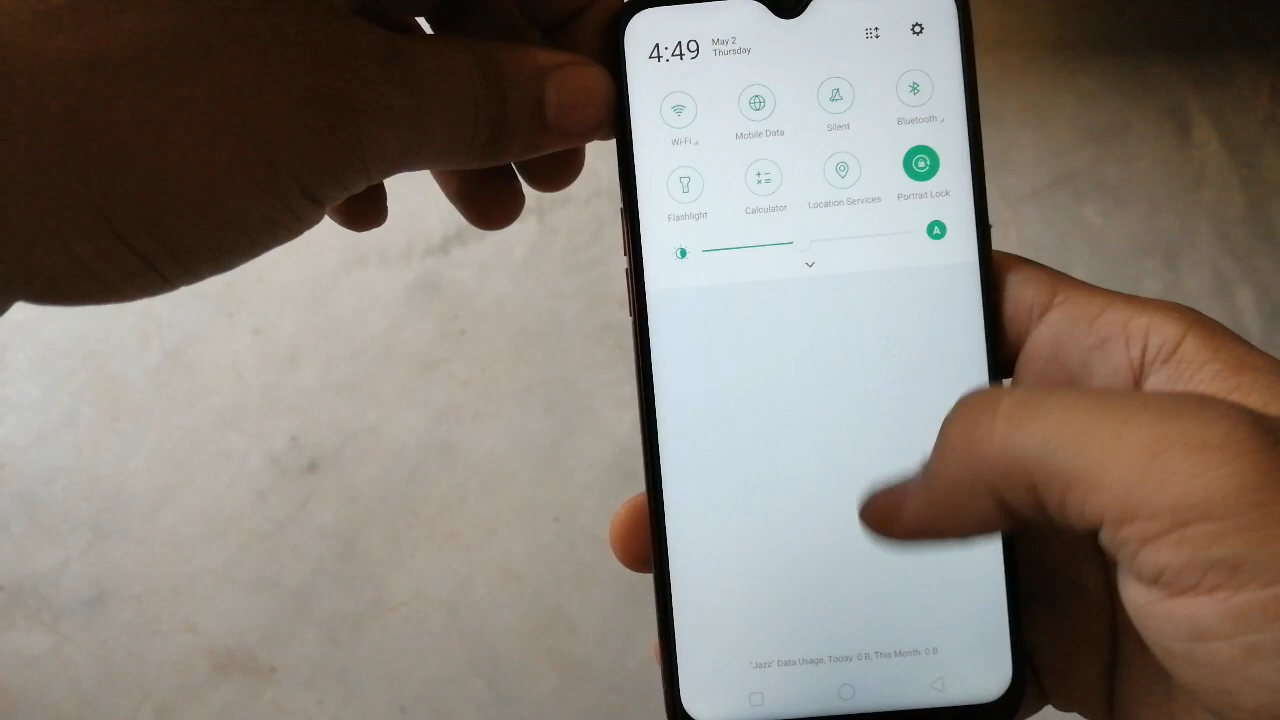 4:49
May 2
Thursday
Wi-Fi
Mobile Data
Silent
Bluetooth
Flashlight
Calculator
Location Services
Portrait Lock
A
"Jazz" Data Usage, Today: 0 B, This Month: 0 B